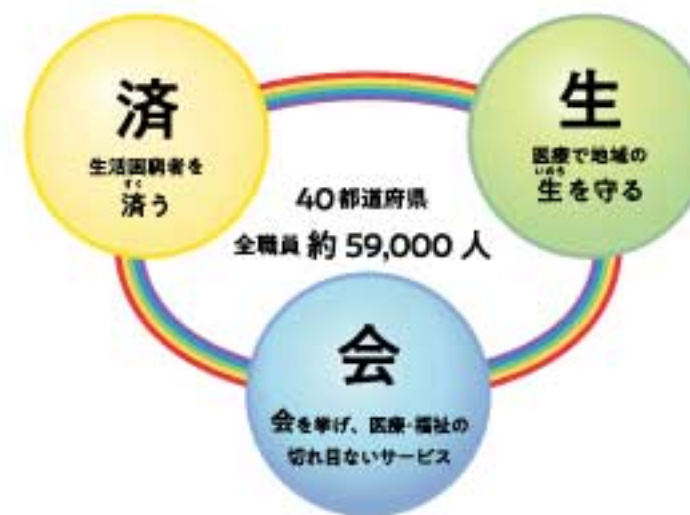 済
生活困窮者を
すく
済う
生
医療で地域の
いのち
生を守る
40都道府県
全職員 約 59,000 人
会
会を挙げ、医療・福祉の
切れ目ないサービス